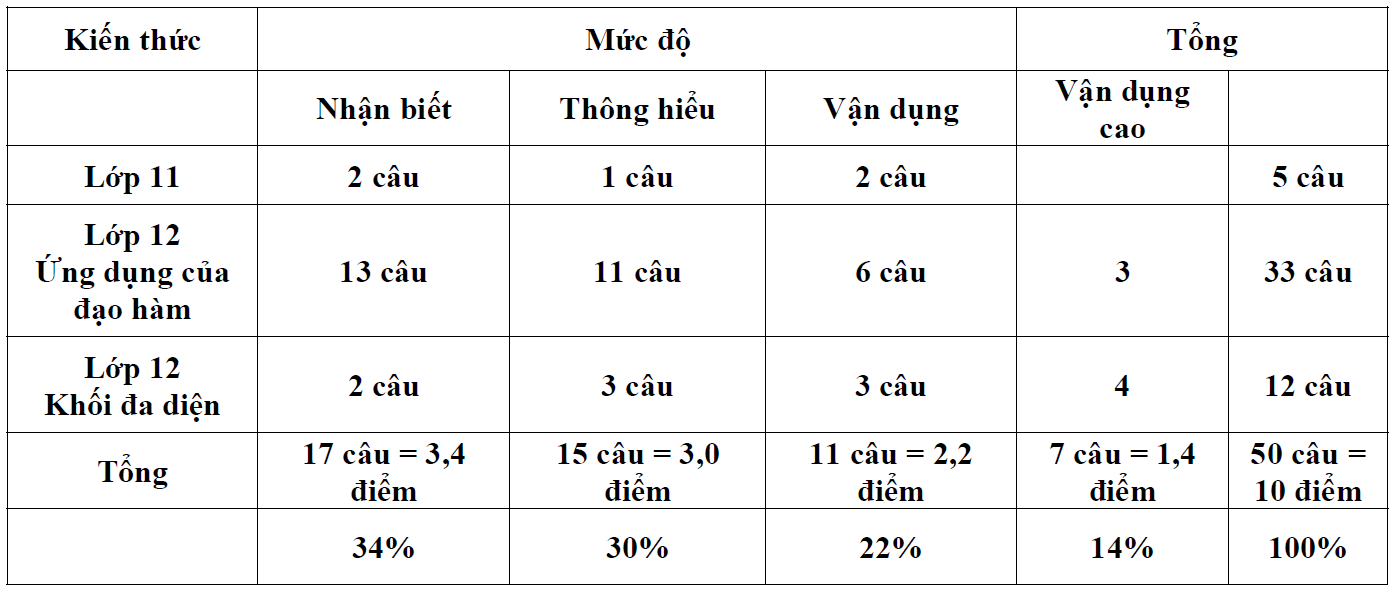 Kiến thức Mức độ Tổng
Nhận biết Thông hiểu Vận dụng Vận dụng
cao
Lớp 11 2 câu 1 câu 2 câu 5 câu
Lớp 12
Ứng dụng của
đạo hàm 13 câu 11 câu 6 câu 3 33 câu
Lớp 12
Khối đa diện 2 câu 3 câu 3 câu 4 12 câu
Tổng 17 câu = 3,4
điểm 15 câu = 3,0
điểm 11 câu = 2,2
điểm 7 câu = 1,4
điểm 50 câu =
10 điểm
34% 30% 22% 14% 100%